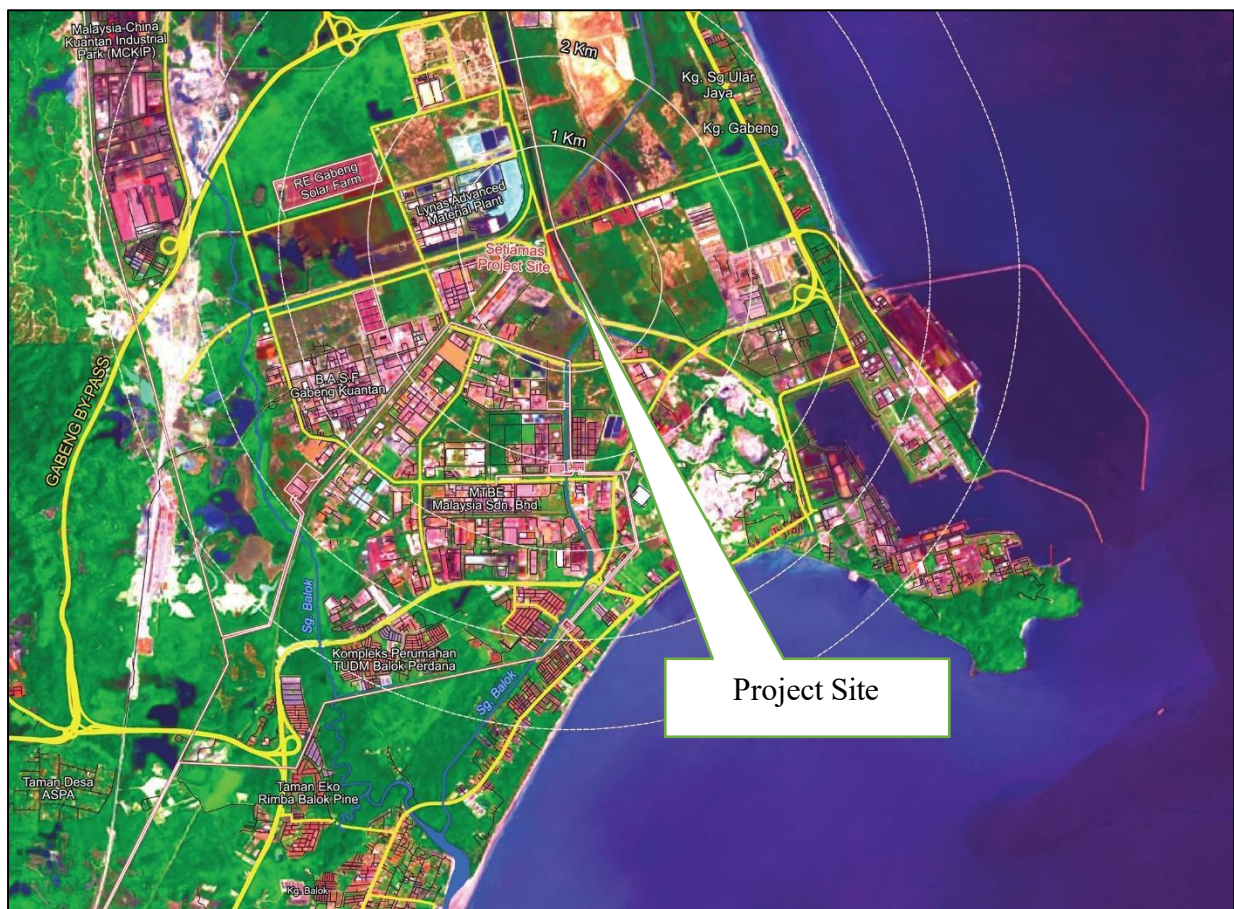 Malaysia-China
Kuantan Industrial
Park (MCKIP)
2 Km
Kg. Sg Ular
Jaya
Kg. Gabeng
1 Km
RE Gabeng
Solar Farm
Lynas Advanced
Material Plant
Setiamas
Project Site
B.A.S.F
Gabeng Kuantan
GABENG BY-PASS
MTBE
Malaysia Sdn. Bhd.
Sg. Balok
Kompleks Perumahan
TUDM Balok Perdana
Sg. Balok
Project Site
Taman Desa
ASPA
Taman Eko
Rimba Balok Pine
Kg. Balok